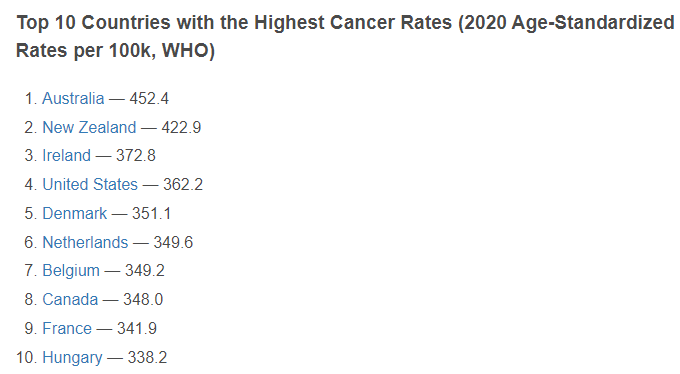 Top 10 Countries with the Highest Cancer Rates (2020 Age-Standardized
Rates per 100k, WHO)
1. Australia — 452.4
2. New Zealand — 422.9
3. Ireland — 372.8
4. United States — 362.2
5. Denmark — 351.1
6. Netherlands — 349.6
7. Belgium — 349.2
8. Canada — 348.0
9. France — 341.9
10. Hungary — 338.2